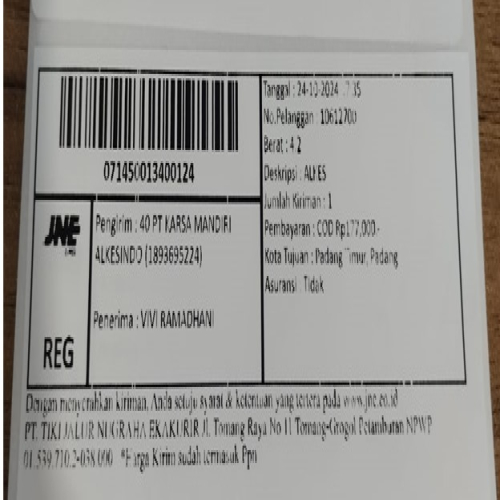 071450013400124
JNE
REG
Pengirim : 40 PT KARSA MANDIRI
ALKESINDO (1893695224)
Penerima : VIVI RAMADHANI
Tanggal : 24-10-2024
No.Pelanggan : 10612700
Berat : 4.2
Deskripsi : ALKES
Jumlah Kiriman : 1
Pembayaran : COD Rp177,000.-
Kota Tujuan : Padang Timur, Padang
Asuransi : Tidak
Dengan menyerahkan kiriman, Anda setuju syarat & ketentuan yang tertera pada www.jne.co.id
PT. TIKI JALUR NUGRAHA EKAKURIR Jl. Tomang Raya No 11 Tomang-Grogol Petamburan NPWP
01.539.710.2-038.000 *Harga Kirim sudah termasuk Ppn